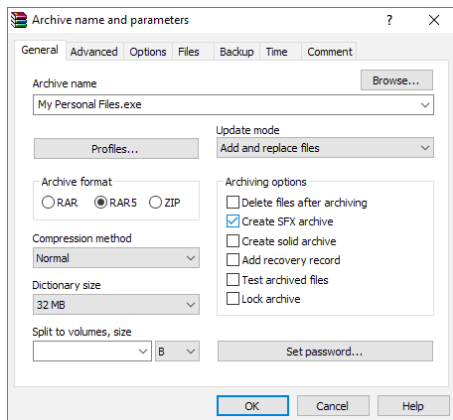 Archive name and parameters
? 
General Advanced Options Files Backup Time Comment
Archive name
Browse...
My Personal Files.exe
Profiles...
Update mode
Add and replace files
Archive format
RAR RAR5 ZIP
Compression method
Normal
Dictionary size
32 MB
Split to volumes, size
B
Archiving options
Delete files after archiving
Create SFX archive
Create solid archive
Add recovery record
Test archived files
Lock archive
Set password...
OK Cancel Help